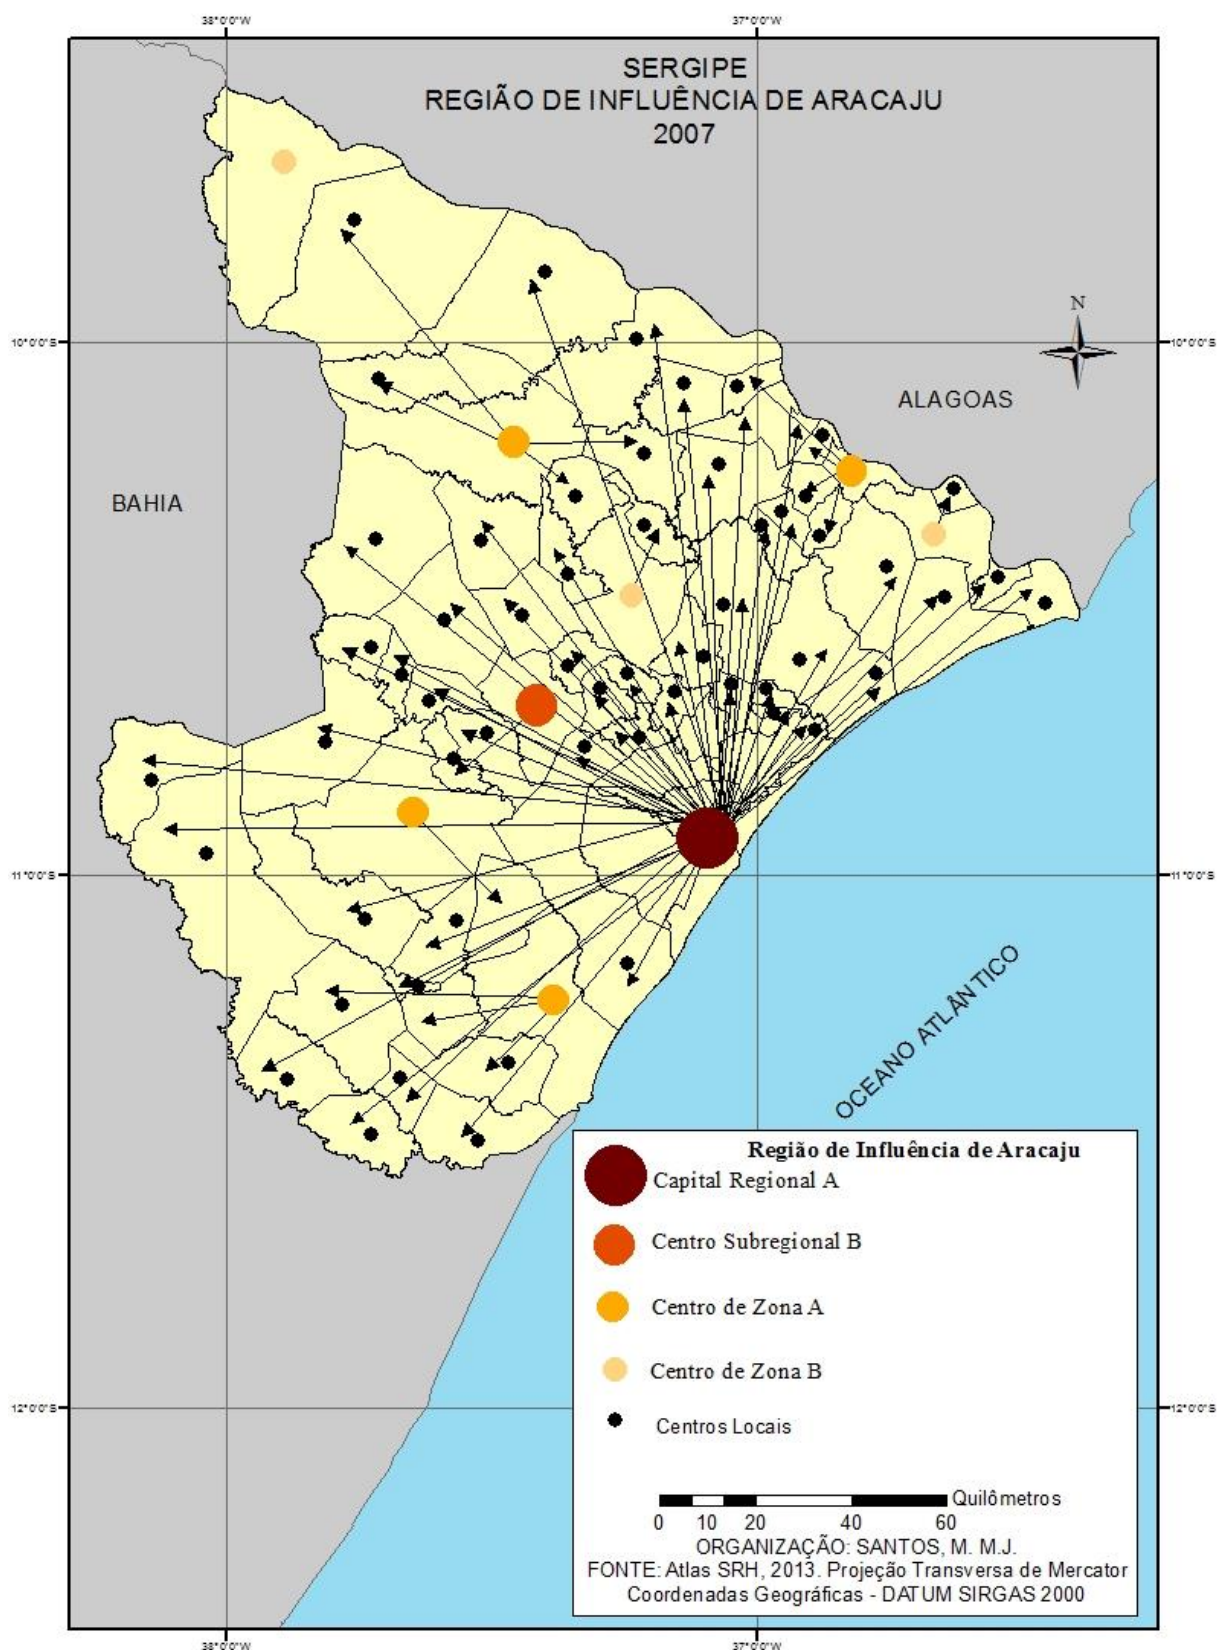 38°0'0"W
37°0'0"W
SERGIPE
REGIÃO DE INFLUÊNCIA DE ARACAJU
2007
N
10°0'0"S
10°0'0"S
ALAGOAS
BAHIA
11°0'0"S
11°0'0"S
OCEANO ATLÂNTICO
Região de Influência de Aracaju
Capital Regional A
Centro Subregional B
Centro de Zona A
Centro de Zona B
Centros Locais
12°0'0"S
12°0'0"S
Quilômetros
0 10 20 40 60
ORGANIZAÇÃO: SANTOS, M. M.J.
FONTE: Atlas SRH, 2013. Projeção Transversa de Mercator
Coordenadas Geográficas - DATUM SIRGAS 2000
38°0'0"W
37°0'0"W